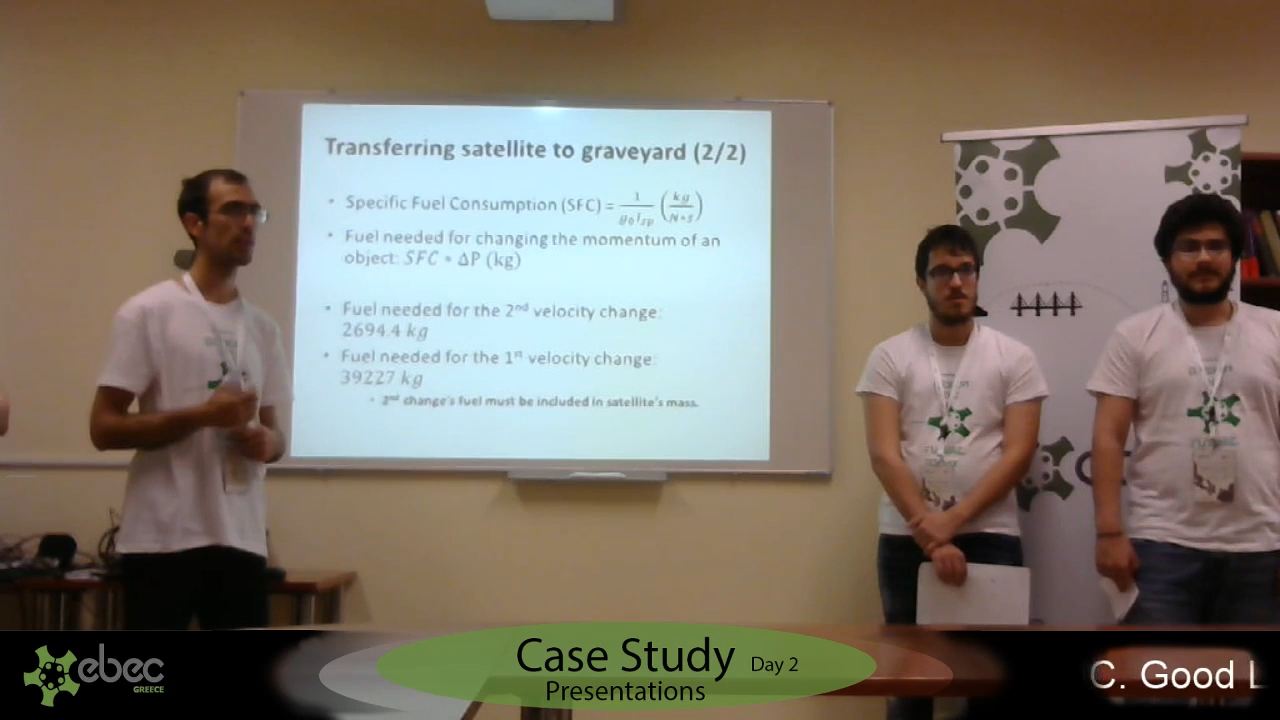 Transferring satellite to graveyard (2/2)
• Specific Fuel Consumption (SFC) = 1/(g₀ I_sp) (kg/(N*s))
• Fuel needed for changing the momentum of an
object: SFC * ΔP (kg)
• Fuel needed for the 2nd velocity change:
2694.4 kg
• Fuel needed for the 1st velocity change:
39227 kg
• 2nd change's fuel must be included in satellite's mass.
ebec
GREECE
Case Study Day 2
Presentations
C. Good L